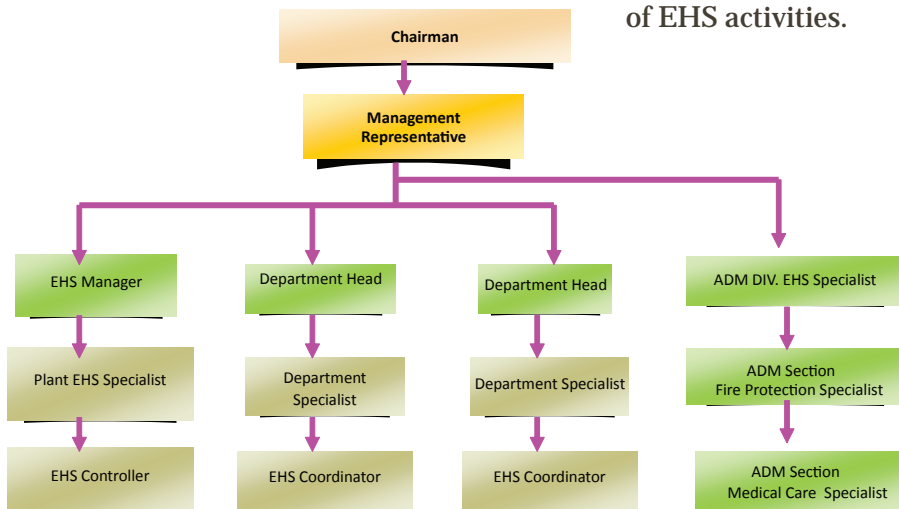 of EHS activities.
Chairman
Management
Representative
EHS Manager
Department Head
Department Head
ADM DIV. EHS Specialist
Plant EHS Specialist
Department
Specialist
Department Specialist
ADM Section
Fire Protection Specialist
EHS Controller
EHS Coordinator
EHS Coordinator
ADM Section
Medical Care Specialist